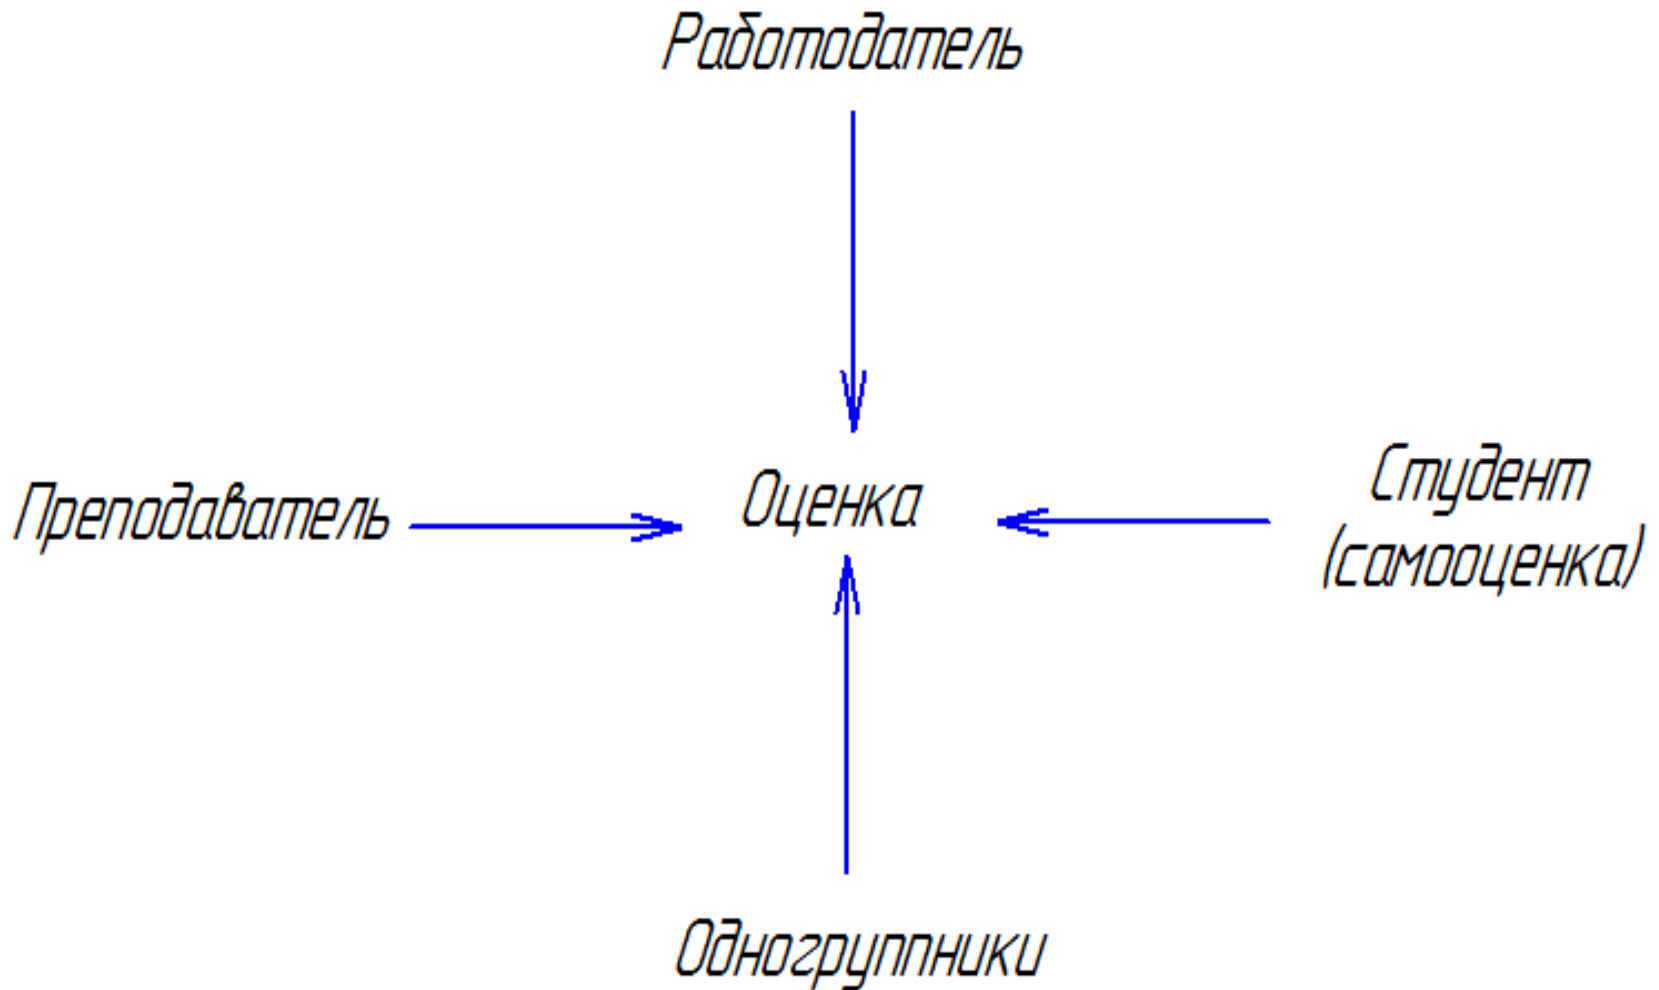 Работодатель
Преподаватель
Оценка
Студент
(самооценка)
Одногруппники